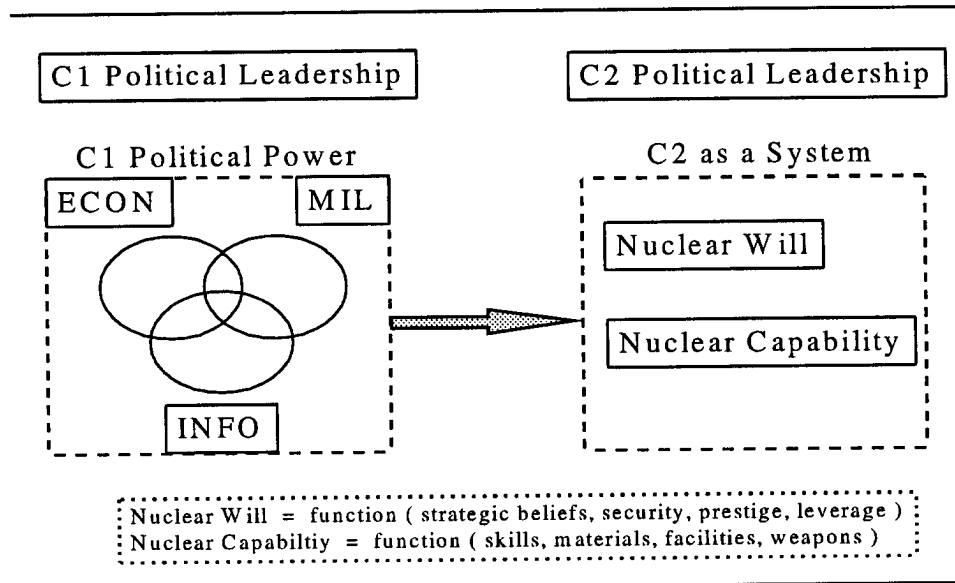 C1 Political Leadership
C2 Political Leadership
C1 Political Power
C2 as a System
ECON
MIL
INFO
Nuclear Will
Nuclear Capability
Nuclear Will = function ( strategic beliefs, security, prestige, leverage )
Nuclear Capabiltiy = function ( skills, materials, facilities, weapons )